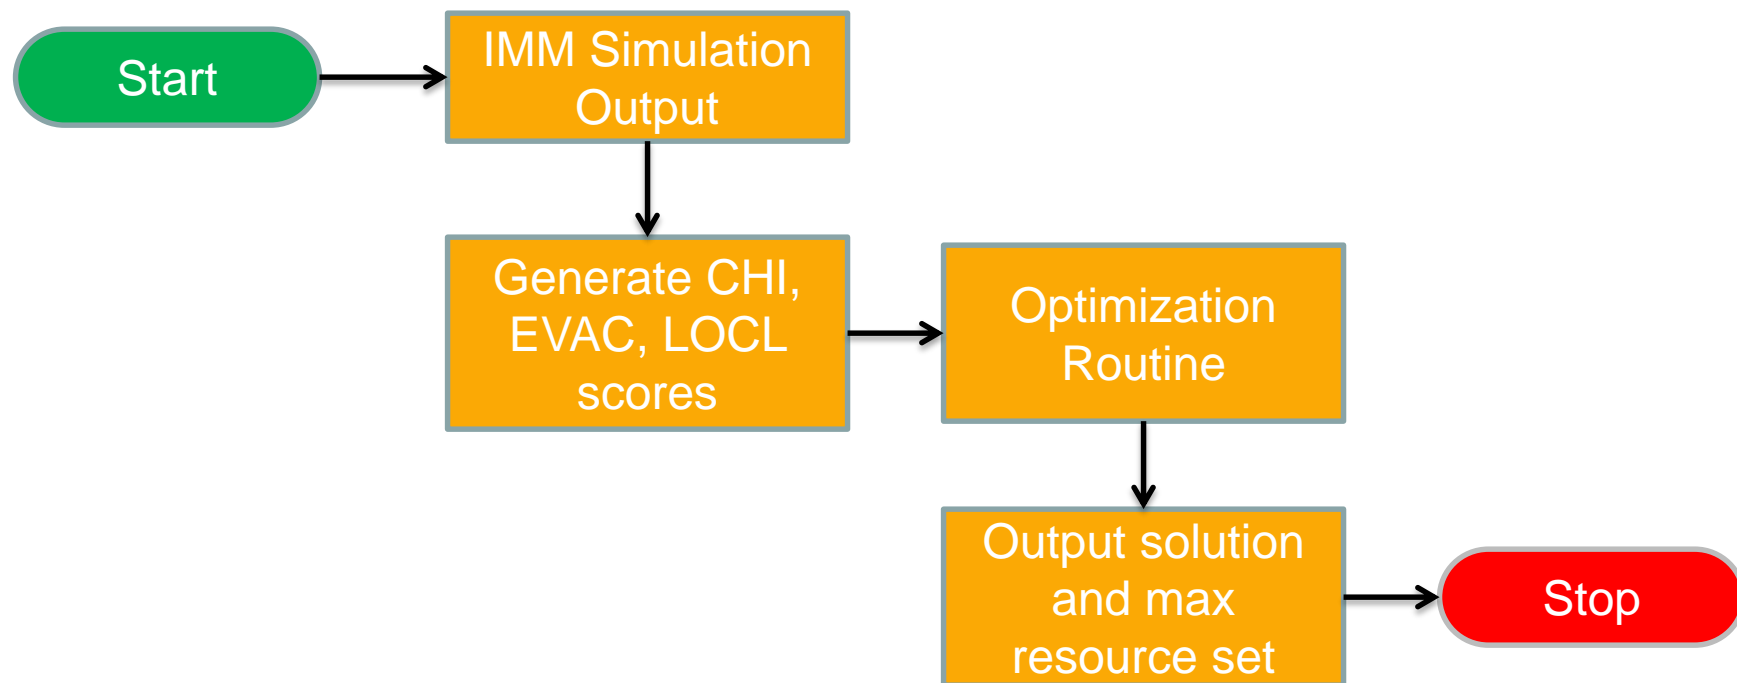 Start
IMM Simulation
Output
Generate CHI,
EVAC, LOCL
scores
Optimization
Routine
Output solution
and max
resource set
Stop